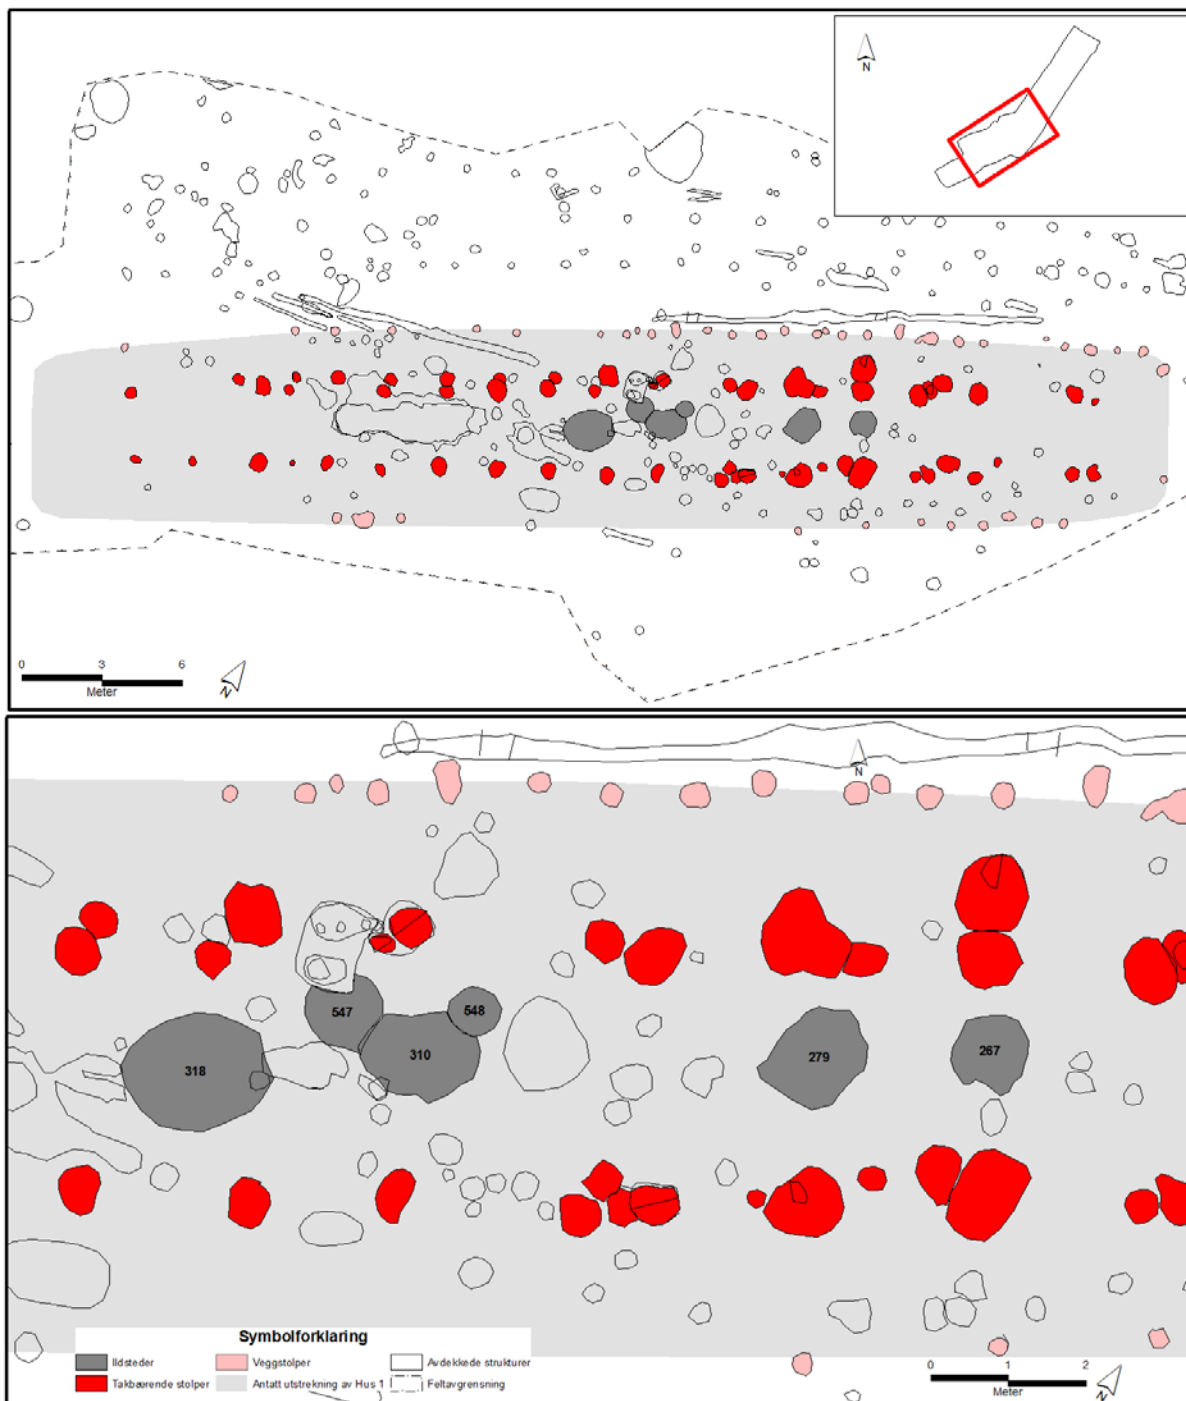 N
0 3 6
Meter
N
N
547
548
318
310
279
267
Symbolforklaring
Ildsteder
Veggstolper
Avdekkede strukturer
Takbærende stolper
Antatt utstrekning av Hus 1
Feltavgrensning
0 1 2
Meter
N